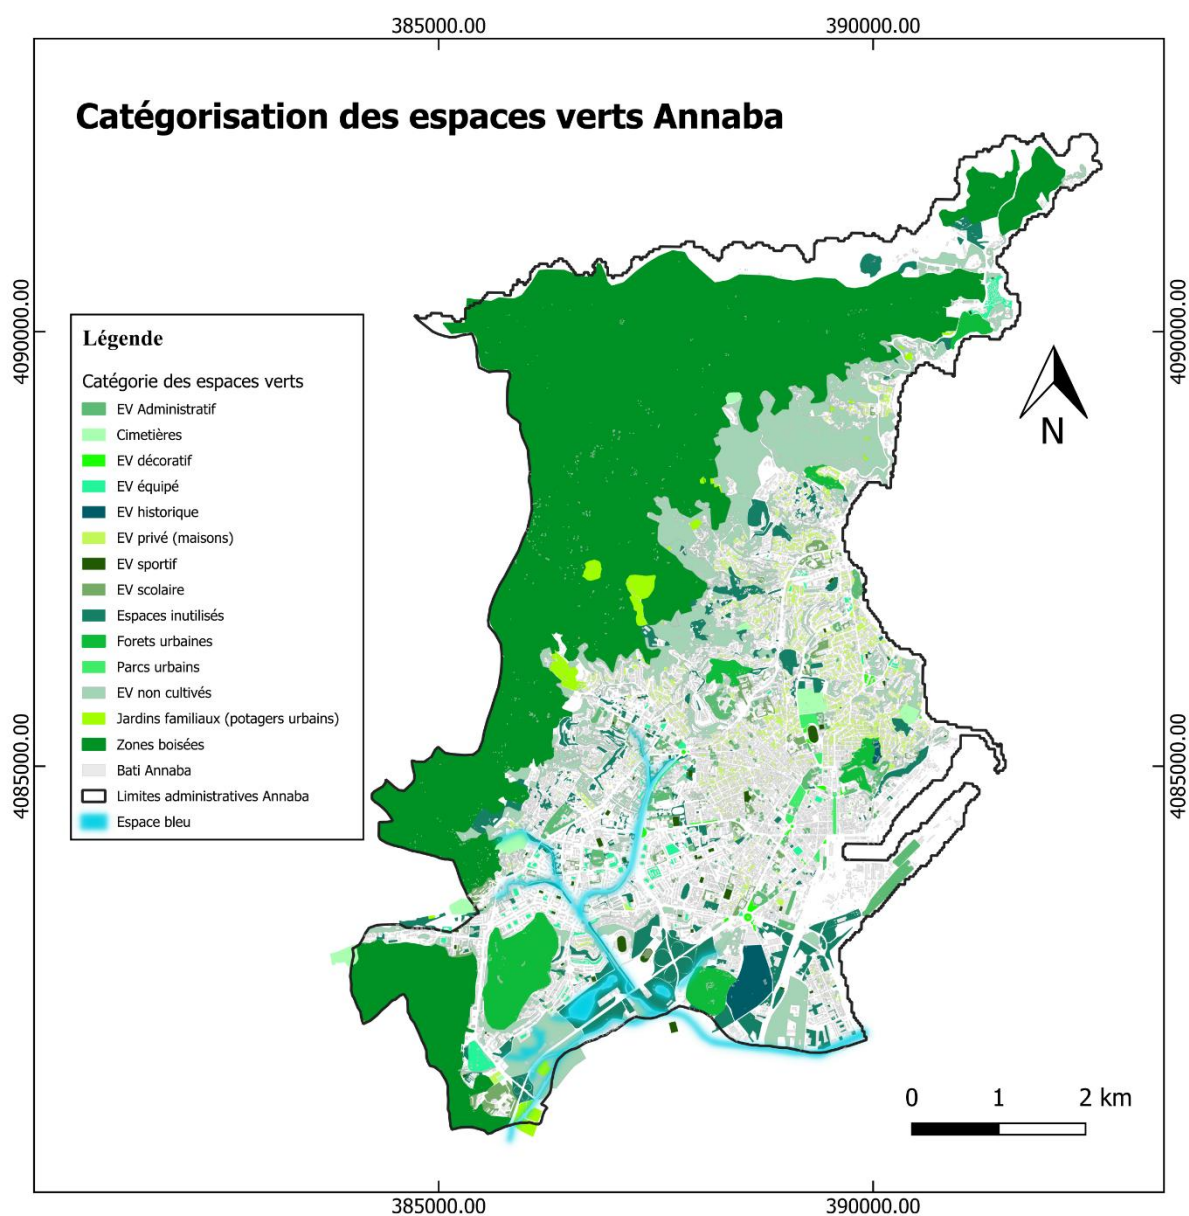 385000.00
390000.00
Catégorisation des espaces verts Annaba
4090000.00
4090000.00
Légende
Catégorie des espaces verts
EV Administratif
Cimetières
EV décoratif
EV équipé
EV historique
EV privé (maisons)
EV sportif
EV scolaire
Espaces inutilisés
Forets urbaines
Parcs urbains
EV non cultivés
Jardins familiaux (potagers urbains)
Zones boisées
Bati Annaba
Limites administratives Annaba
Espace bleu
N
4085000.00
4085000.00
0 1 2 km
385000.00
390000.00